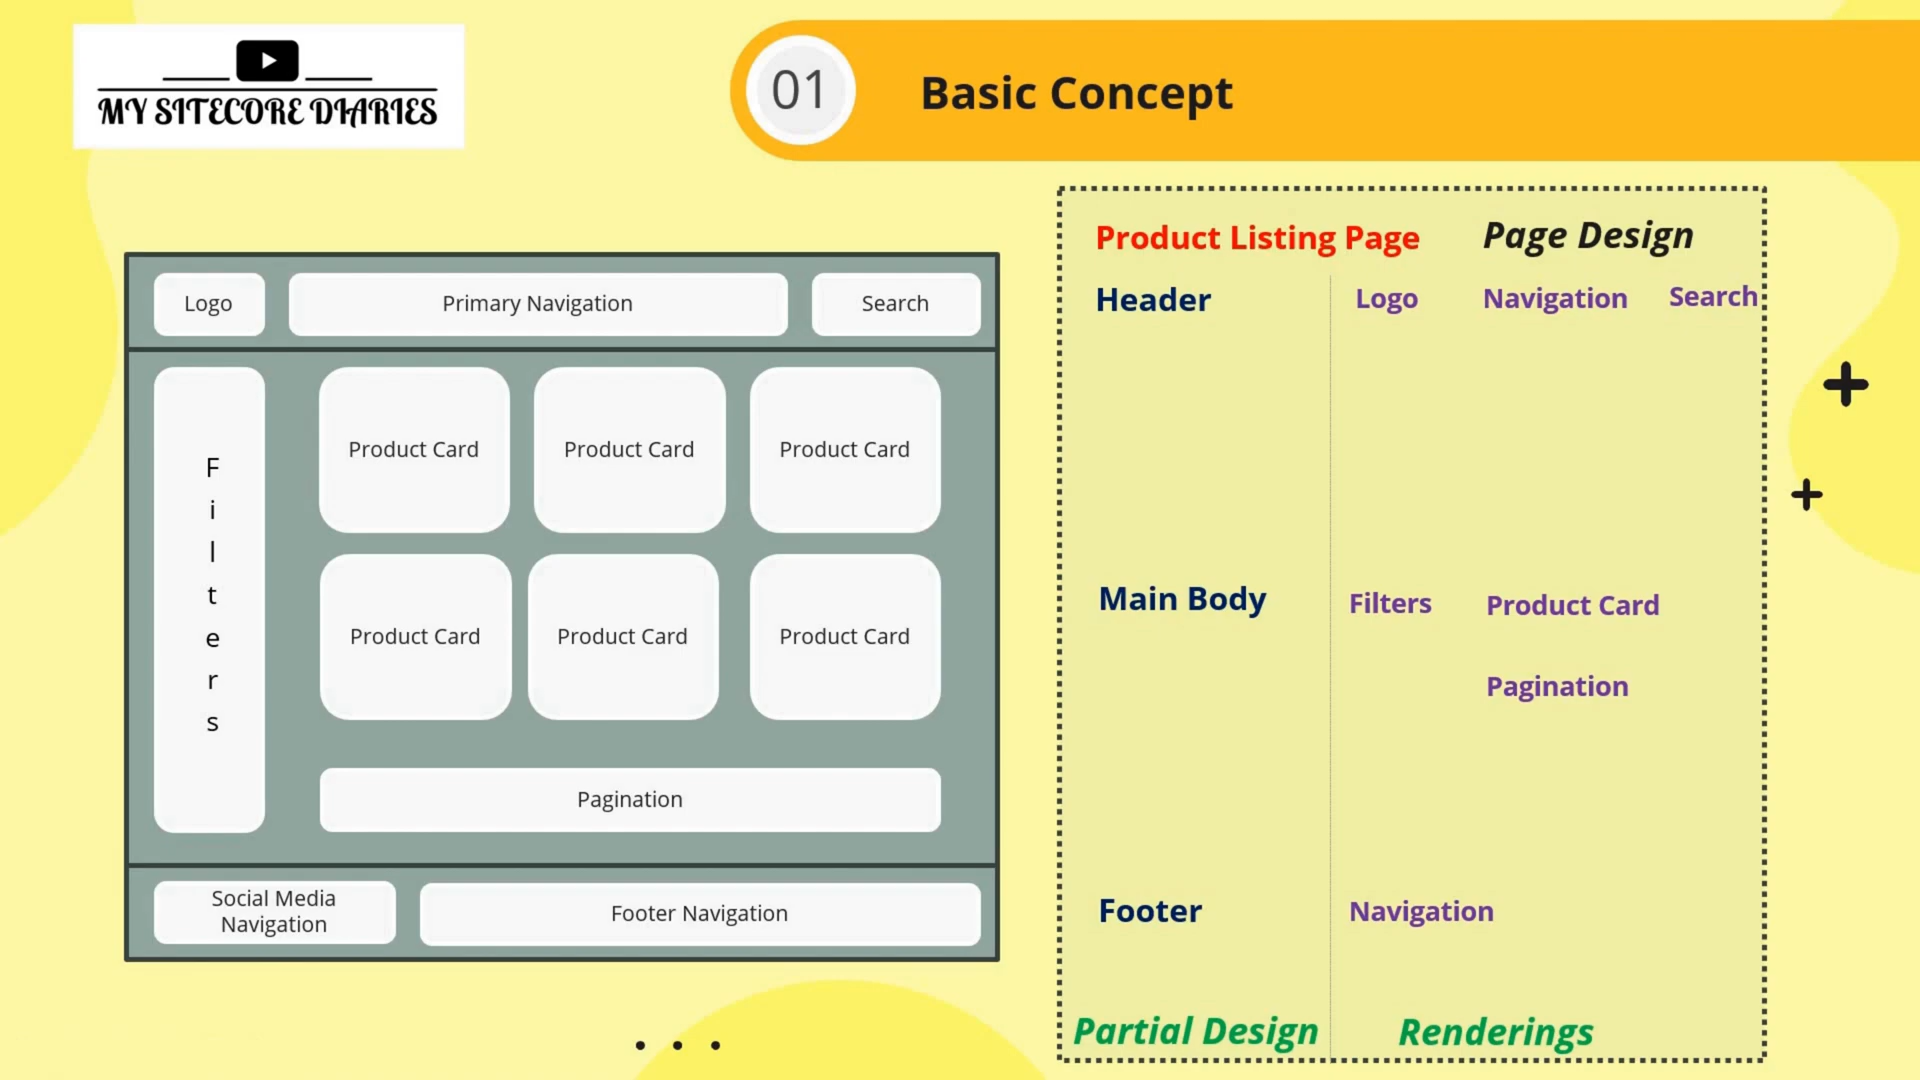 MY SITECORE DIARIES
01
Basic Concept
Logo
Primary Navigation
Search
Filters
Product Card
Product Card
Product Card
Product Card
Product Card
Product Card
Pagination
Social Media
Navigation
Footer Navigation
Product Listing Page
Page Design
Header
Logo
Navigation
Search
Main Body
Filters
Product Card
Pagination
Footer
Navigation
Partial Design
Renderings